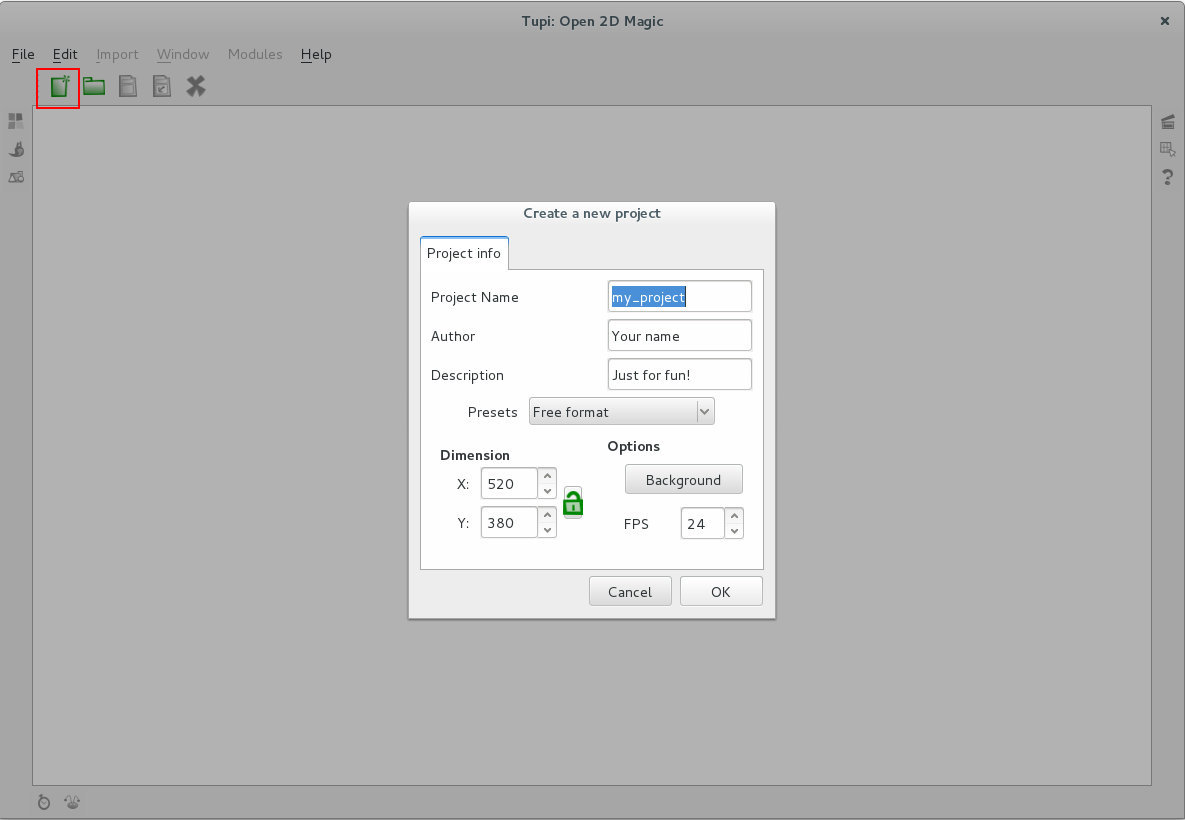 Tupi: Open 2D Magic
File Edit Import Window Modules Help
Create a new project
Project info
Project Name my_project
Author Your name
Description Just for fun!
Presets Free format
Dimension Options
X: 520 Background
Y: 380 FPS 24
Cancel OK